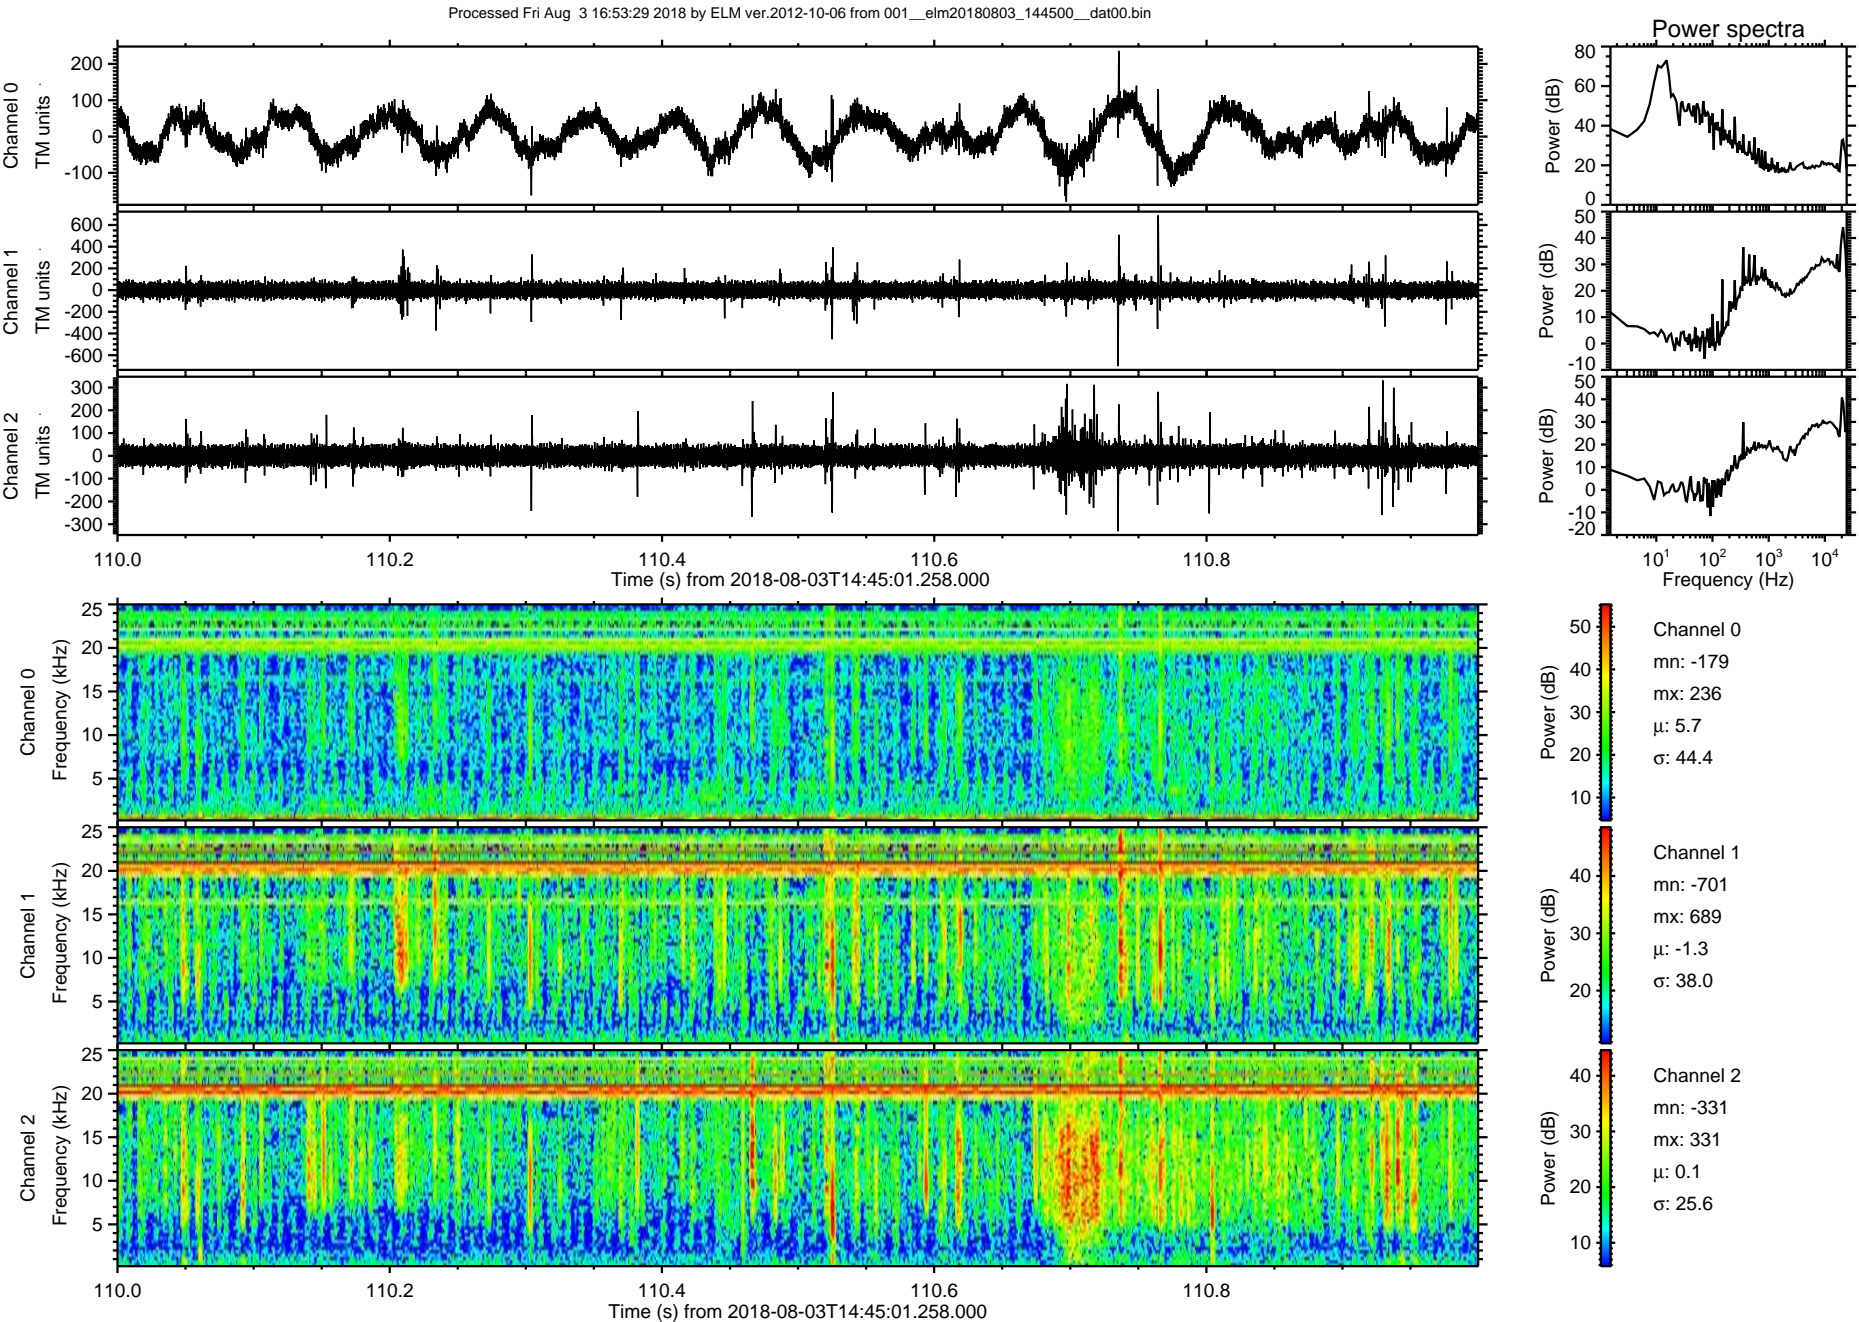 Processed Fri Aug  3 16:53:29 2018 by ELM ver.2012-10-06 from 001__elm20180803_144500__dat00.bin
Power spectra
Channel 0
TM units
200
100
0
-100
Power (dB)
80
60
40
20
0
Channel 1
TM units
600
400
200
0
-200
-400
-600
Power (dB)
50
40
30
20
10
0
-10
Channel 2
TM units
300
200
100
0
-100
-200
-300
Power (dB)
50
40
30
20
10
0
-10
-20
110.0 110.2 110.4 110.6 110.8
Time (s) from 2018-08-03T14:45:01.258.000
10¹ 10² 10³ 10⁴
Frequency (Hz)
Channel 0
Frequency (kHz)
25
20
15
10
5
Power (dB)
50
40
30
20
10
Channel 0
mn: -179
mx: 236
μ: 5.7
σ: 44.4
Channel 1
Frequency (kHz)
25
20
15
10
5
Power (dB)
40
30
20
Channel 1
mn: -701
mx: 689
μ: -1.3
σ: 38.0
Channel 2
Frequency (kHz)
25
20
15
10
5
Power (dB)
40
30
20
10
Channel 2
mn: -331
mx: 331
μ: 0.1
σ: 25.6
110.0 110.2 110.4 110.6 110.8
Time (s) from 2018-08-03T14:45:01.258.000